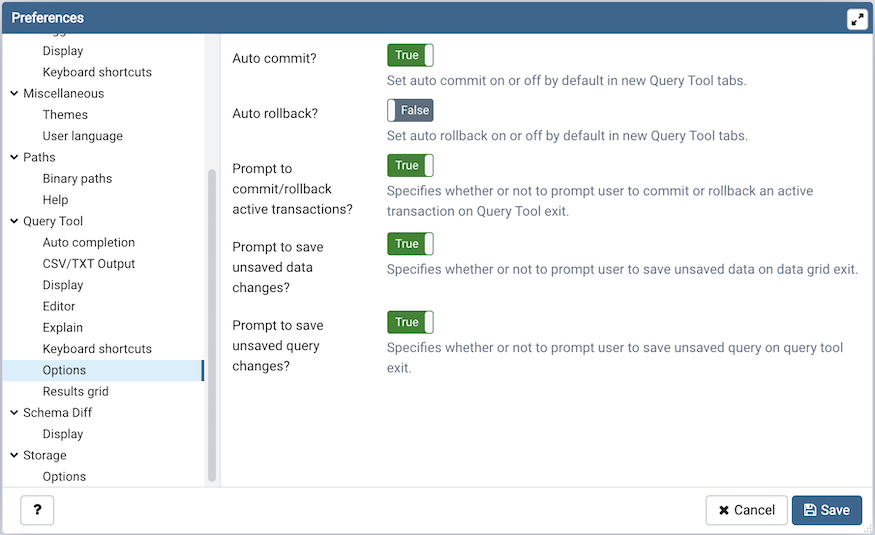 Preferences
Display
Keyboard shortcuts
Miscellaneous
Themes
User language
Paths
Binary paths
Help
Query Tool
Auto completion
CSV/TXT Output
Display
Editor
Explain
Keyboard shortcuts
Options
Results grid
Schema Diff
Display
Storage
Options
Auto commit?
True
Set auto commit on or off by default in new Query Tool tabs.
Auto rollback?
False
Set auto rollback on or off by default in new Query Tool tabs.
Prompt to
commit/rollback
active transactions?
True
Specifies whether or not to prompt user to commit or rollback an active
transaction on Query Tool exit.
Prompt to save
unsaved data
changes?
True
Specifies whether or not to prompt user to save unsaved data on data grid exit.
Prompt to save
unsaved query
changes?
True
Specifies whether or not to prompt user to save unsaved query on query tool
exit.
?
Cancel
Save